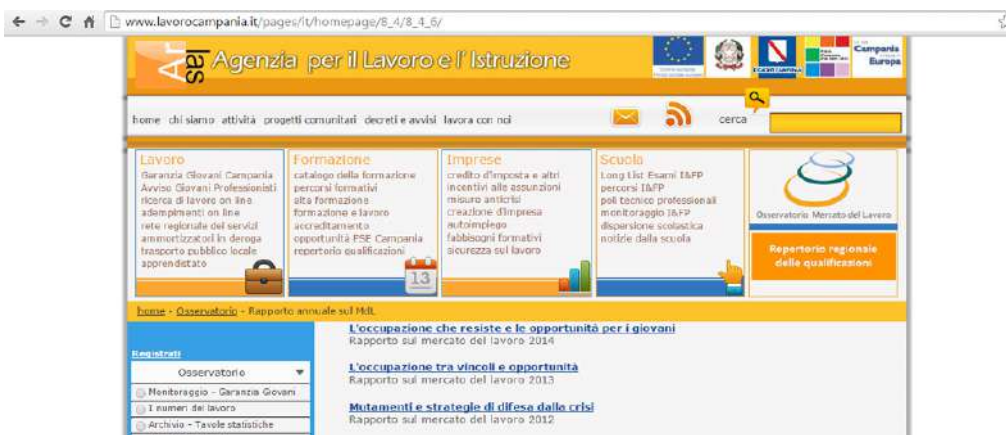 www.lavorocampania.it/pages/it/homepage/8_4/8_4_6/
Ar
las
Agenzia per il Lavoro e l' Istruzione
Campania
Europa
home chi siamo attività progetti comunitari decreti e avvisi lavora con noi
cerca
Lavoro
Garanzia Giovani Campania
Avviso Giovani Professionisti
ricerca di lavoro on line
adempimenti on line
rete regionale dei servizi
ammortizzatori in deroga
trasporto pubblico locale
apprendistato
Formazione
catalogo della formazione
percorsi formativi
alta formazione
formazione e lavoro
accreditamento
opportunità FSE Campania
repertorio qualificazioni
13
Imprese
credito d'imposta e altri
incentivi alle assunzioni
misure anticrisi
creazione d'impresa
autoimpiego
fabbisogni formativi
sicurezza sul lavoro
Scuola
Long List Esami I&FP
percorsi I&FP
poli tecnico professionali
monitoraggio I&FP
dispersione scolastica
notizie dalla scuola
Osservatorio Mercato del Lavoro
Repertorio regionale
delle qualificazioni
home - Osservatorio - Rapporto annuale sul MdL
L'occupazione che resiste e le opportunità per i giovani
Rapporto sul mercato del lavoro 2014
L'occupazione tra vincoli e opportunità
Rapporto sul mercato del lavoro 2013
Mutamenti e strategie di difesa dalla crisi
Rapporto sul mercato del lavoro 2012
Registrati
Osservatorio
Monitoraggio - Garanzia Giovani
I numeri del lavoro
Archivio - Tavole statistiche